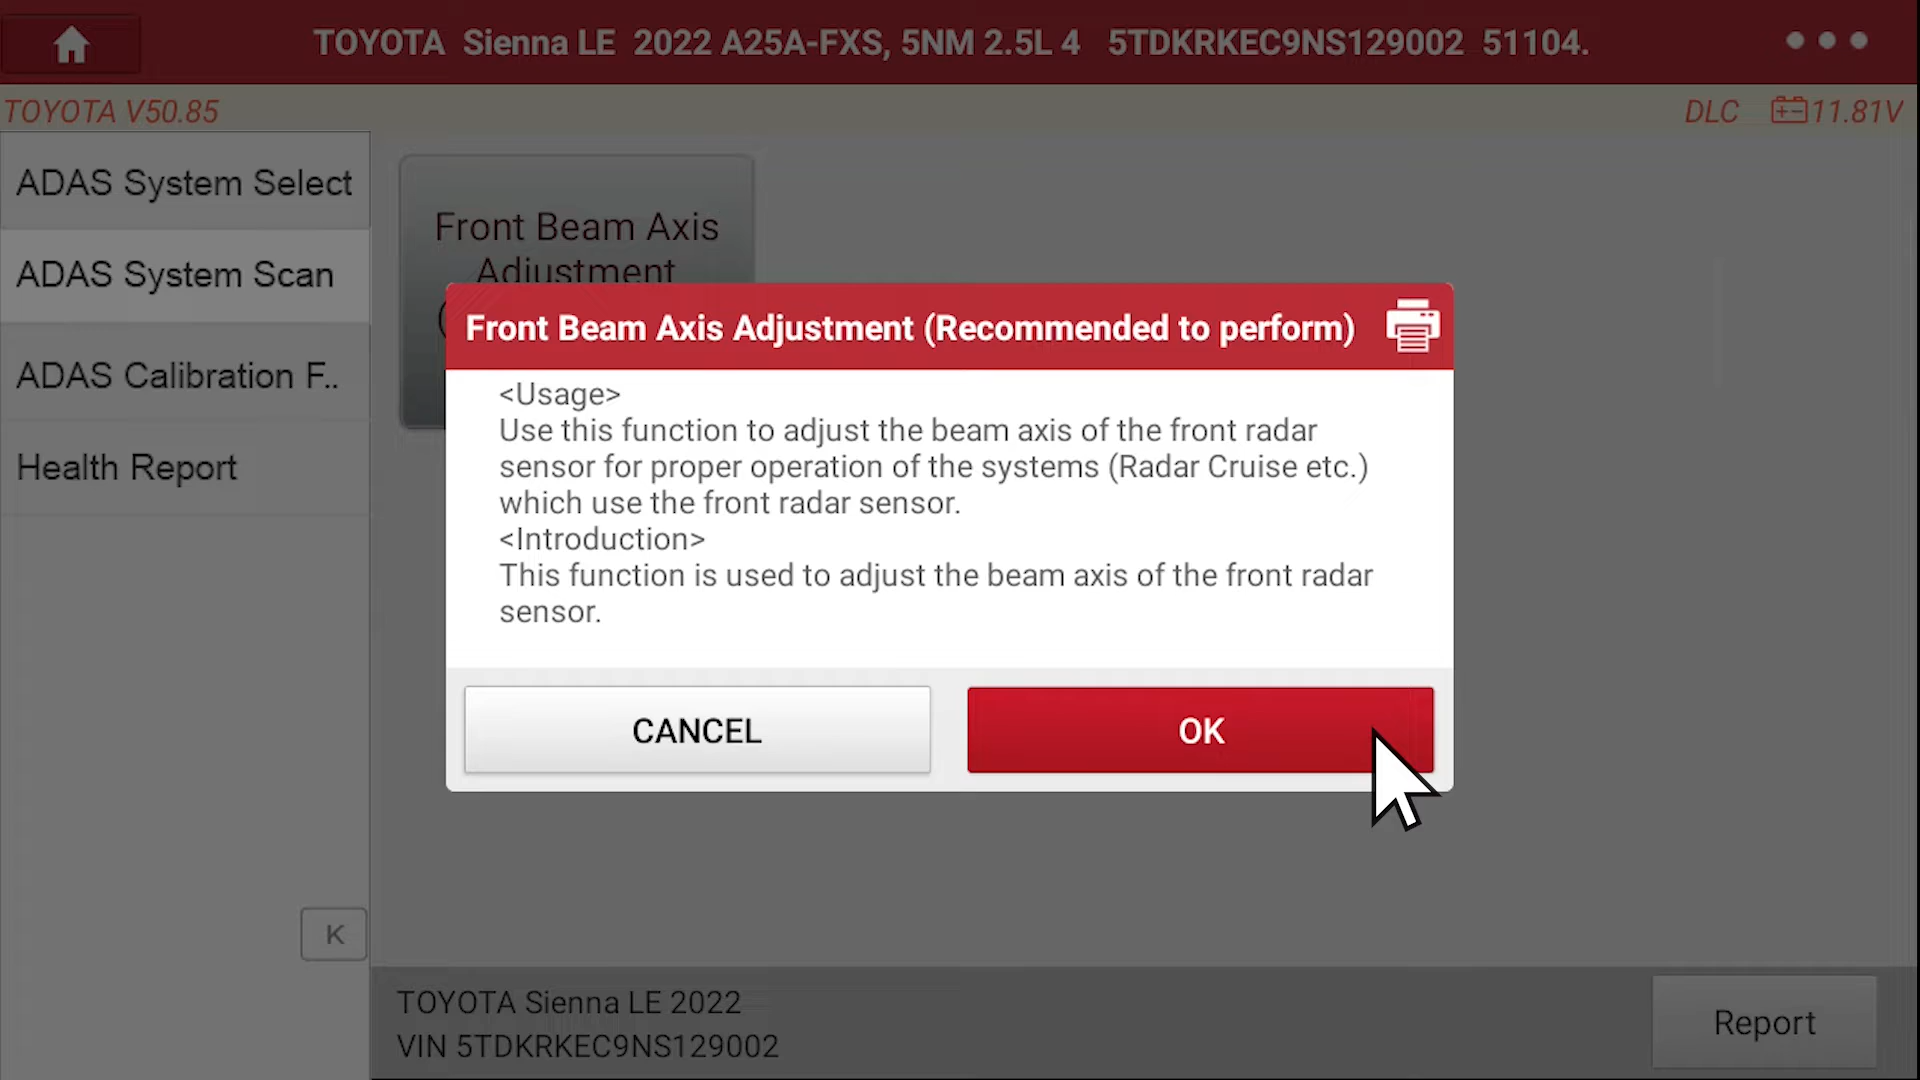 TOYOTA Sienna LE 2022 A25A-FXS, 5NM 2.5L 4 5TDKRKEC9NS129002 51104.
TOYOTA V50.85
DLC 11.81V
ADAS System Select
ADAS System Scan
ADAS Calibration F..
Health Report
K
Front Beam Axis
Adjustment
(
Front Beam Axis Adjustment (Recommended to perform)
<Usage>
Use this function to adjust the beam axis of the front radar
sensor for proper operation of the systems (Radar Cruise etc.)
which use the front radar sensor.
<Introduction>
This function is used to adjust the beam axis of the front radar
sensor.
CANCEL
OK
TOYOTA Sienna LE 2022
VIN 5TDKRKEC9NS129002
Report